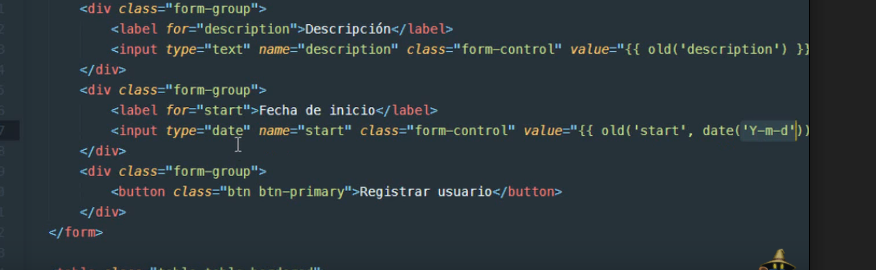 <div class="form-group">
<label for="description">Descripción</label>
<input type="text" name="description" class="form-control" value="{{ old('description') }}
</div>
<div class="form-group">
<label for="start">Fecha de inicio</label>
<input type="date" name="start" class="form-control" value="{{ old('start', date('Y-m-d'))
</div>
<div class="form-group">
<button class="btn btn-primary">Registrar usuario</button>
</div>
</form>